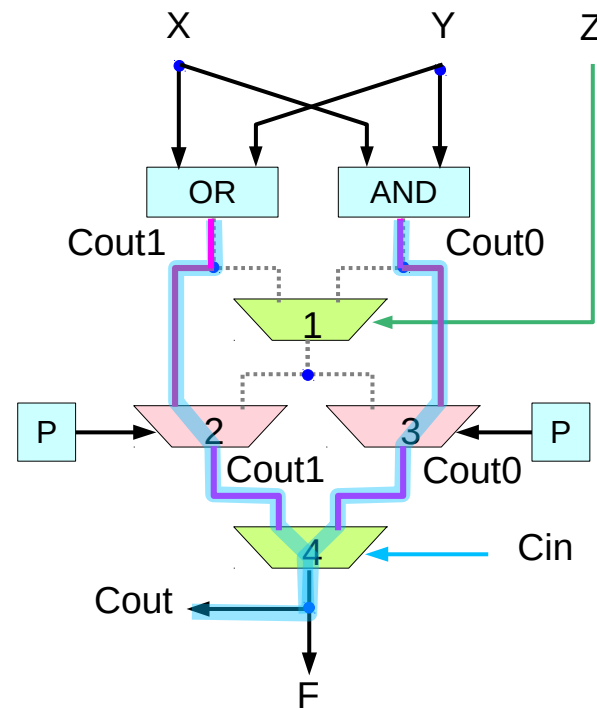 X Y Z
OR AND
Cout1 Cout0
1
P 2 3 P
Cout1 Cout0
4 Cin
Cout
F